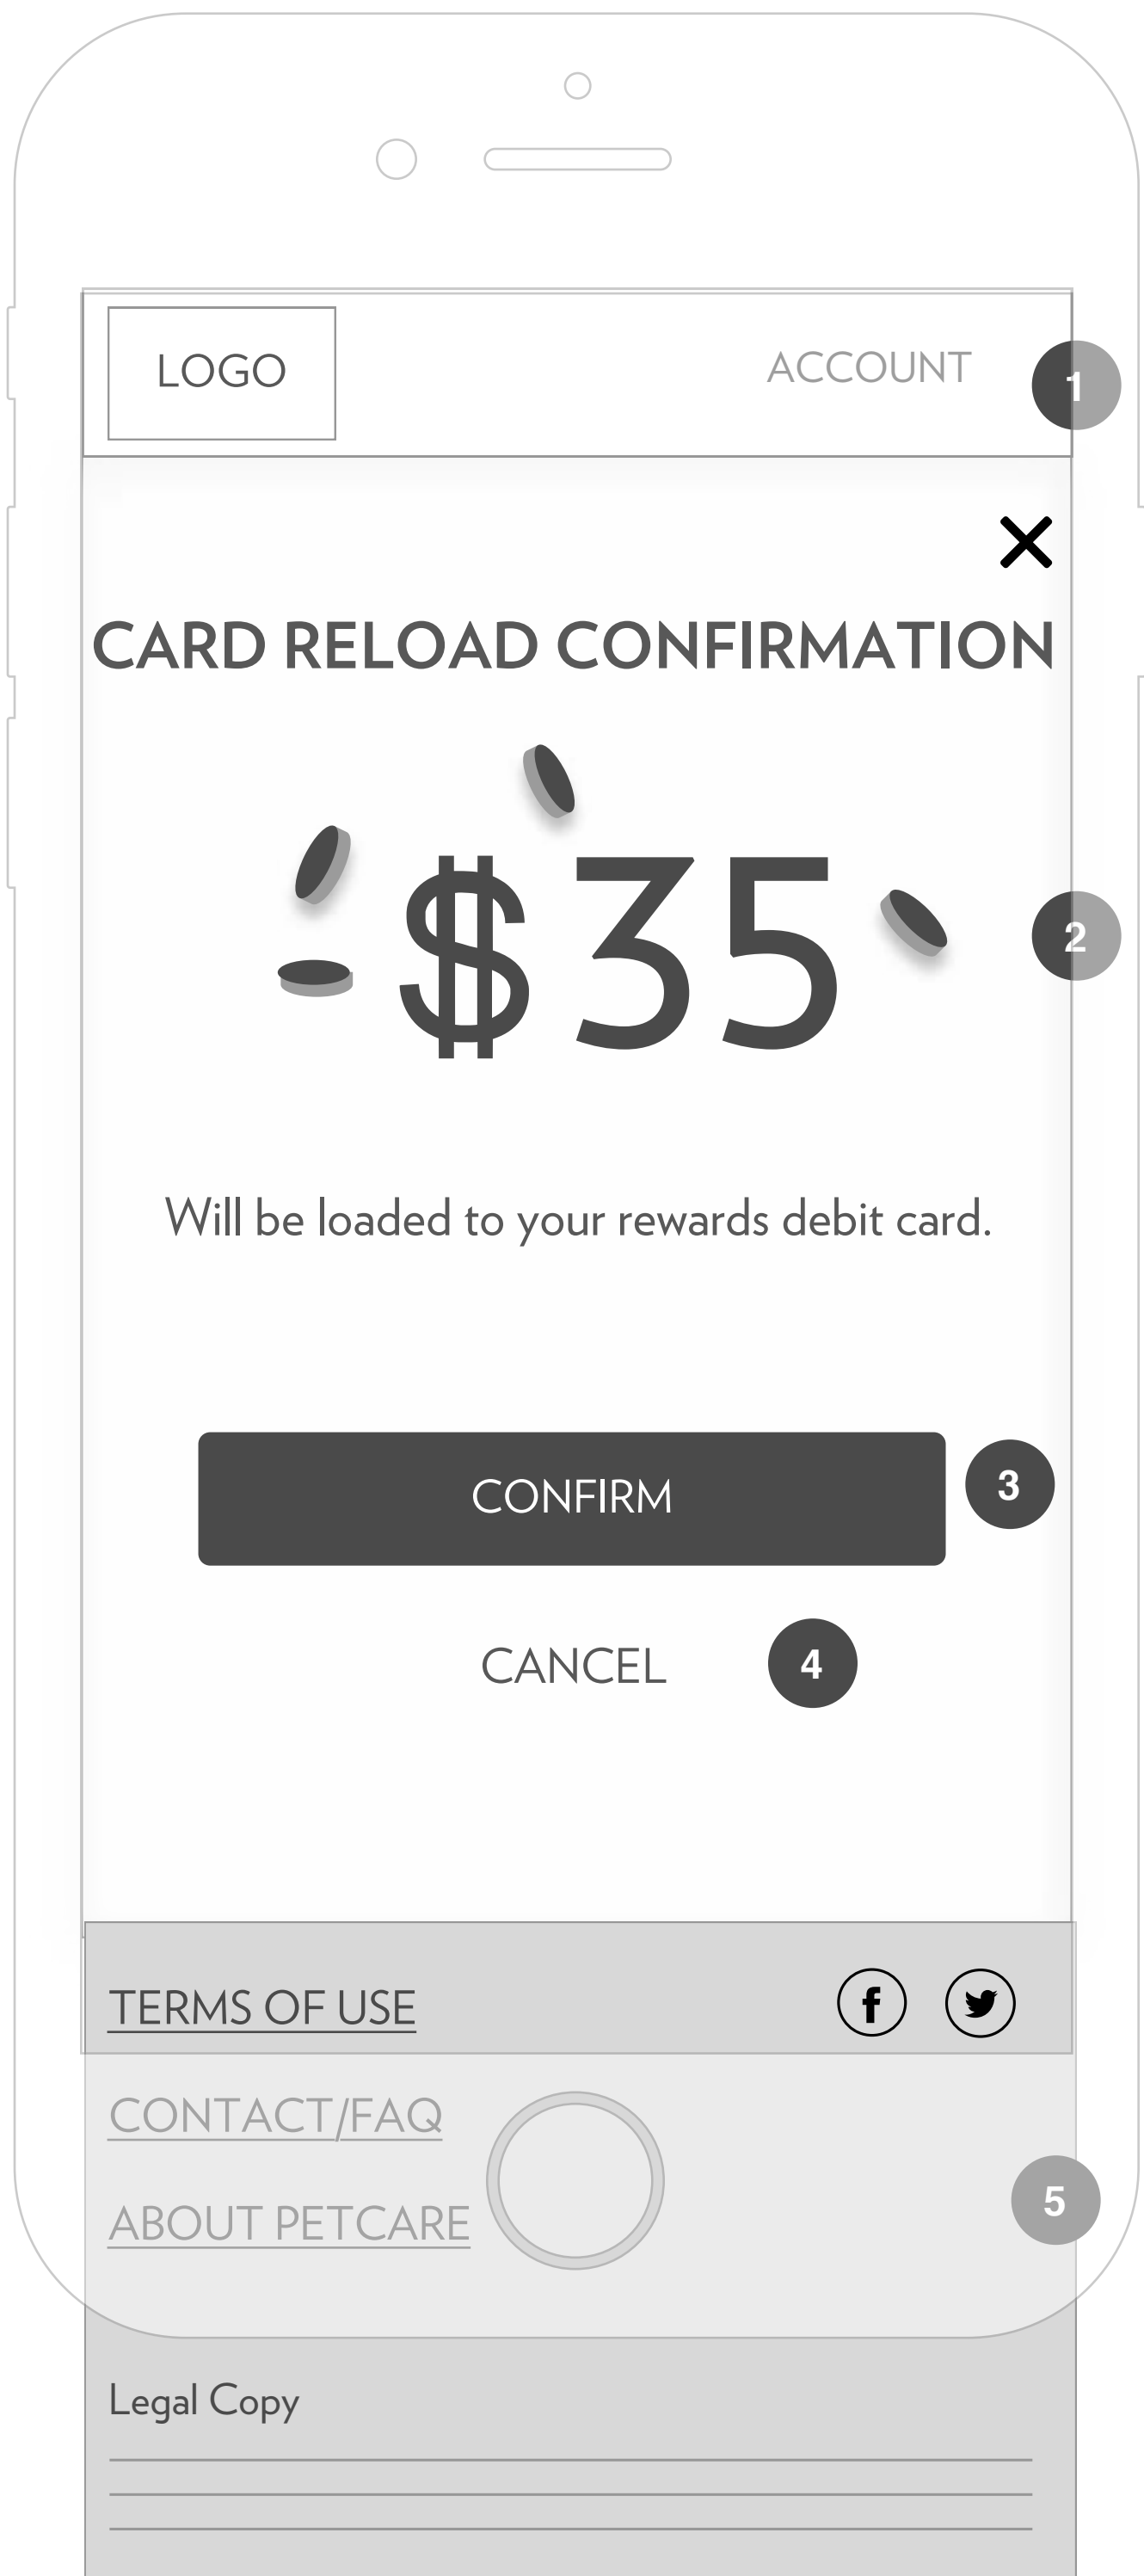 LOGO
ACCOUNT
1
CARD RELOAD CONFIRMATION
$35
2
Will be loaded to your rewards debit card.
CONFIRM
3
CANCEL
4
TERMS OF USE
CONTACT/FAQ
ABOUT PETCARE
5
Legal Copy